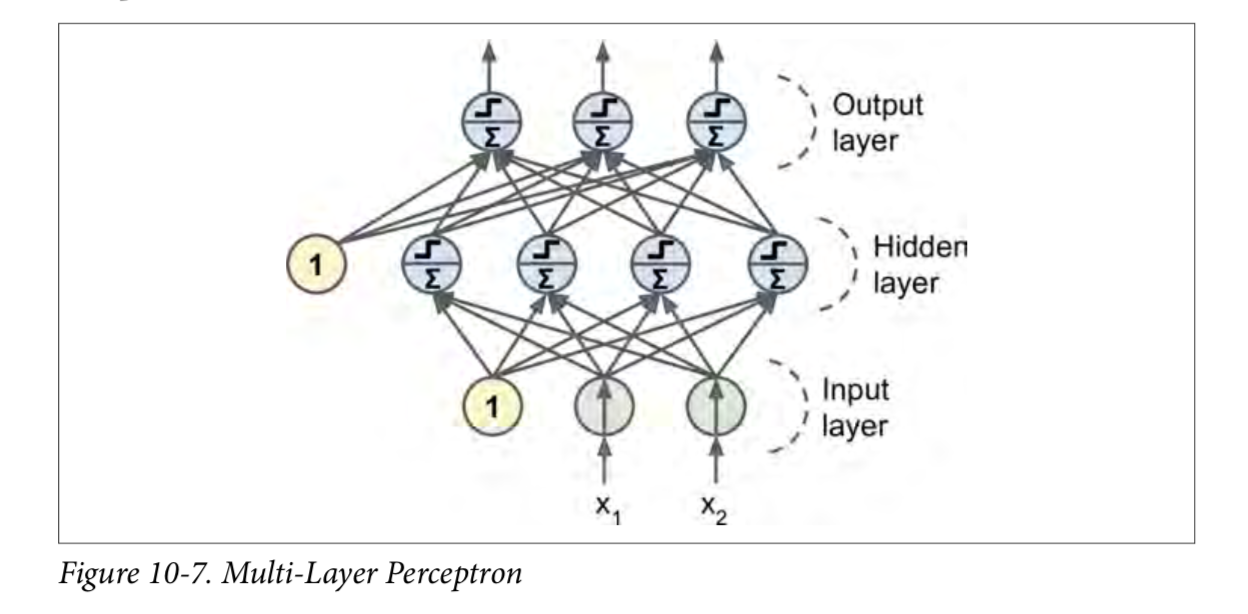 Σ Σ Σ
Output
layer
1 Σ Σ Σ Σ
Hidden
layer
1
Input
layer
x₁ x₂
Figure 10-7. Multi-Layer Perceptron